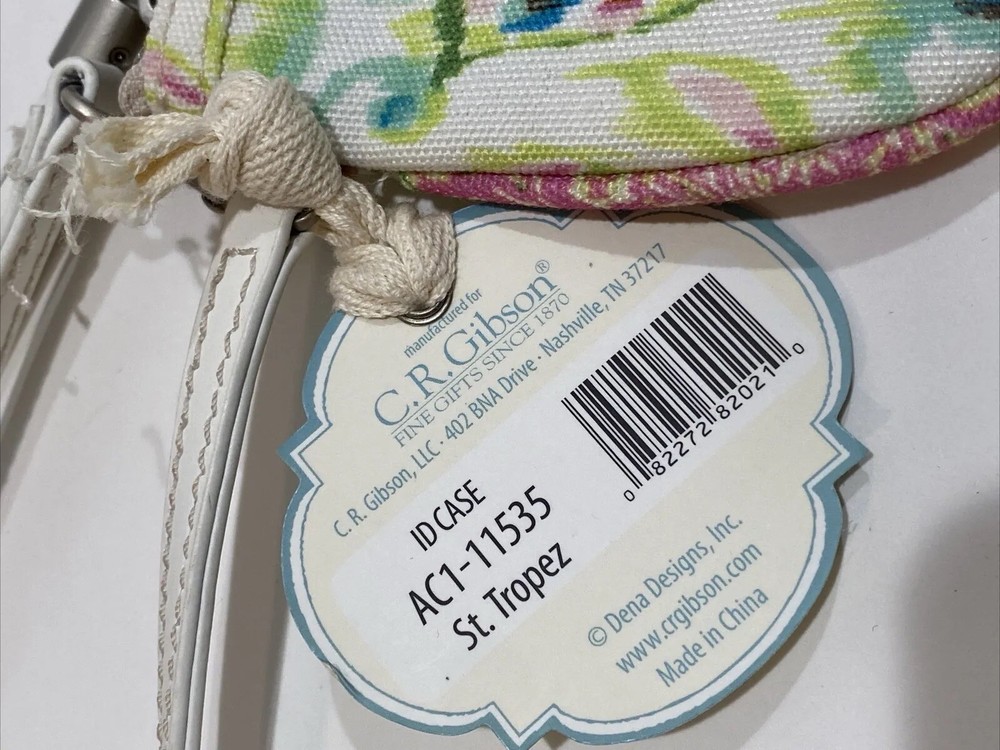 manufactured for
C.R. Gibson®
FINE GIFTS SINCE 1870
C. R. Gibson, LLC · 402 BNA Drive · Nashville, TN 37217
ID CASE
AC1-11535
St. Tropez
0 82272 82021 0
© Dena Designs, Inc.
www.crgibson.com
Made in China